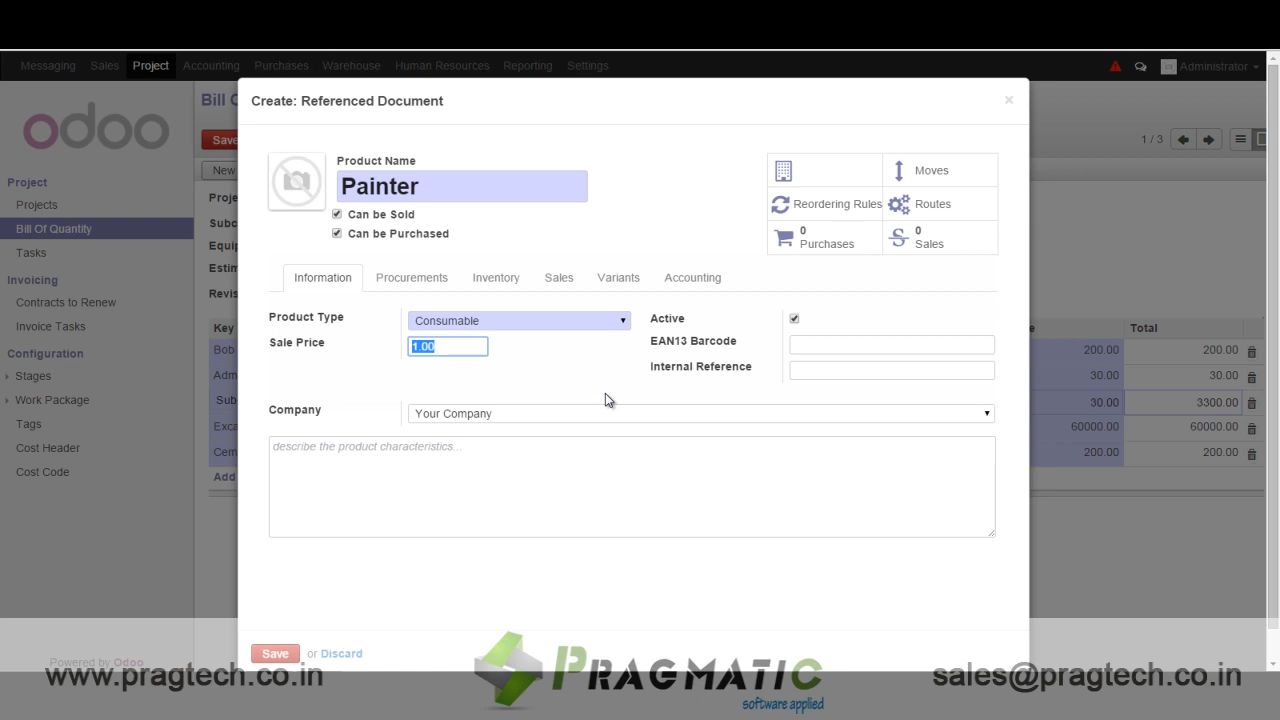 Messaging Sales Project Accounting Purchases Warehouse Human Resources Reporting Settings Administrator
odoo
Project
Projects
Bill Of Quantity
Tasks
Invoicing
Contracts to Renew
Invoice Tasks
Configuration
Stages
Work Package
Tags
Cost Header
Cost Code
Powered by Odoo
Bill O
Save
1 / 3
New
Proje
Subc
Equip
Estim
Revis
Key
Bob
Adm
Sub
Exca
Cem
Add
Create: Referenced Document
×
Product Name
Painter
Can be Sold
Can be Purchased
Moves
Reordering Rules
Routes
0
Purchases
0
Sales
Information Procurements Inventory Sales Variants Accounting
Product Type Consumable
Sale Price 1.00
Active
EAN13 Barcode
Internal Reference
Company Your Company
describe the product characteristics...
Save or Discard
e Total
200.00 200.00
30.00 30.00
30.00 3300.00
60000.00 60000.00
200.00 200.00
www.pragtech.co.in
PRAGMATIC
software applied
sales@pragtech.co.in